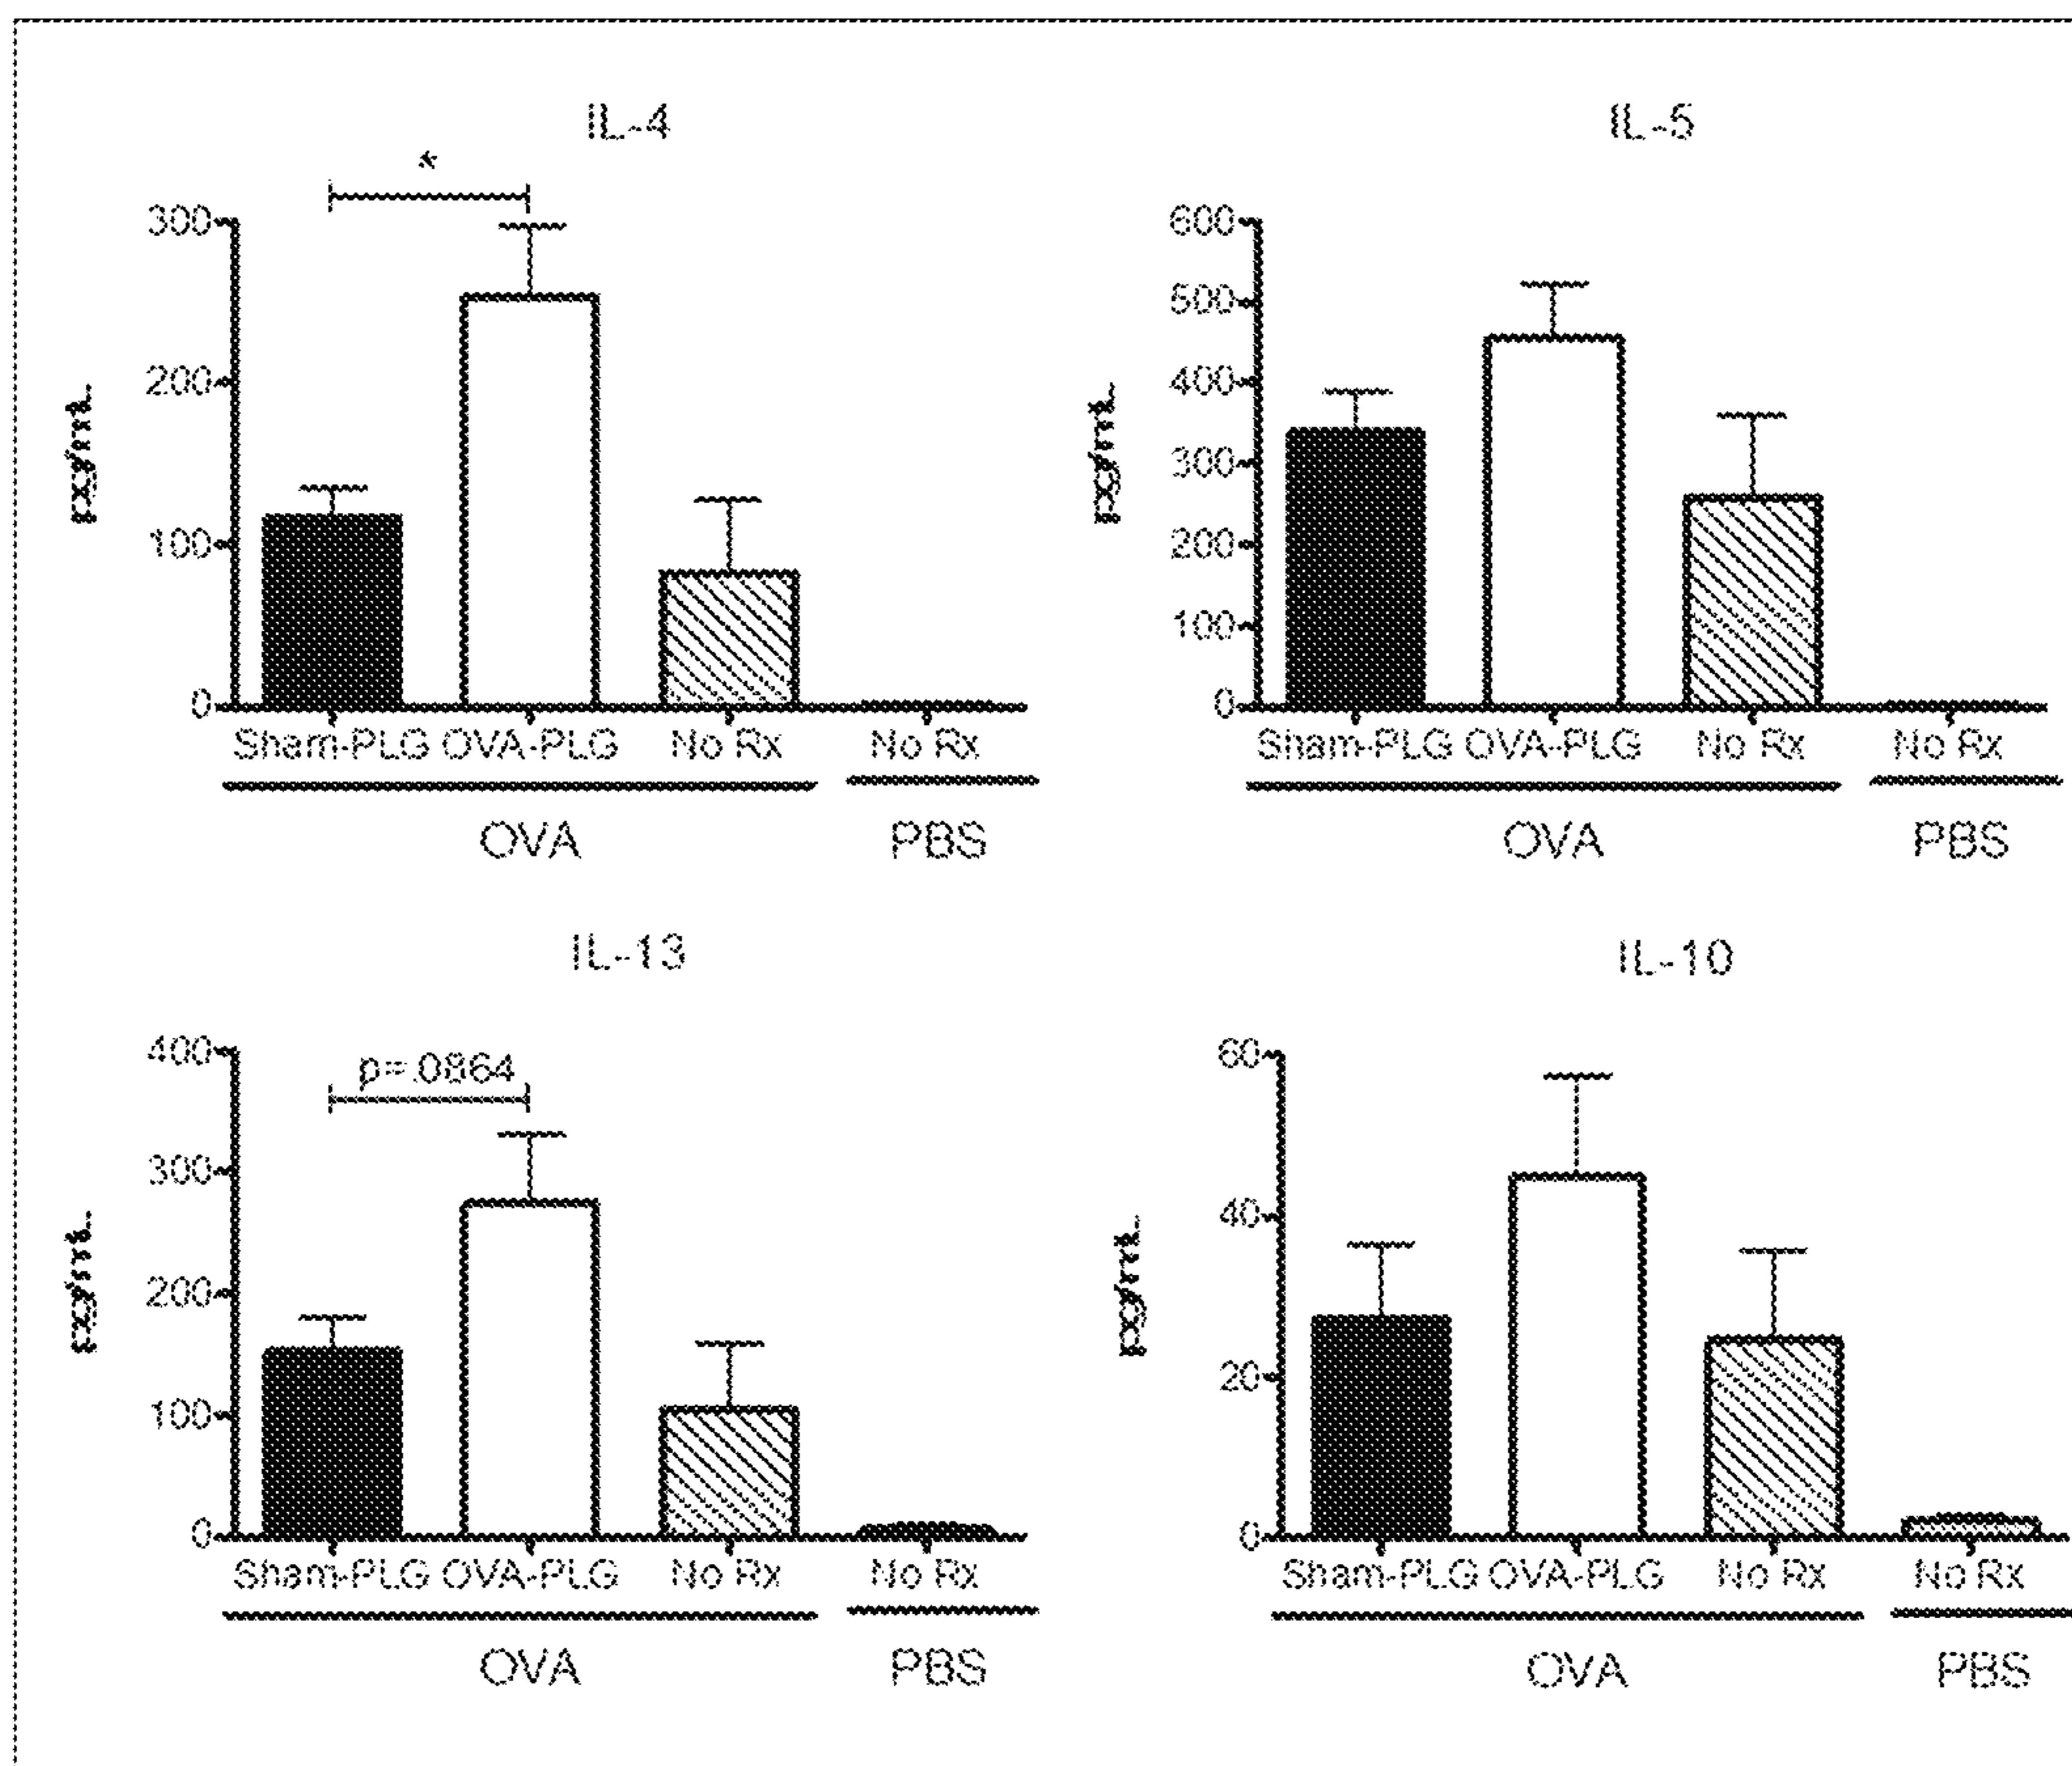 IL-4
*
300
200
100
0
pg/mL
Sham-PLG OVA-PLG No Rx No Rx
OVA PBS
IL-5
600
500
400
300
200
100
0
pg/mL
Sham-PLG OVA-PLG No Rx No Rx
OVA PBS
IL-13
p=.0864
400
300
200
100
0
pg/mL
Sham-PLG OVA-PLG No Rx No Rx
OVA PBS
IL-10
60
40
20
0
pg/mL
Sham-PLG OVA-PLG No Rx No Rx
OVA PBS